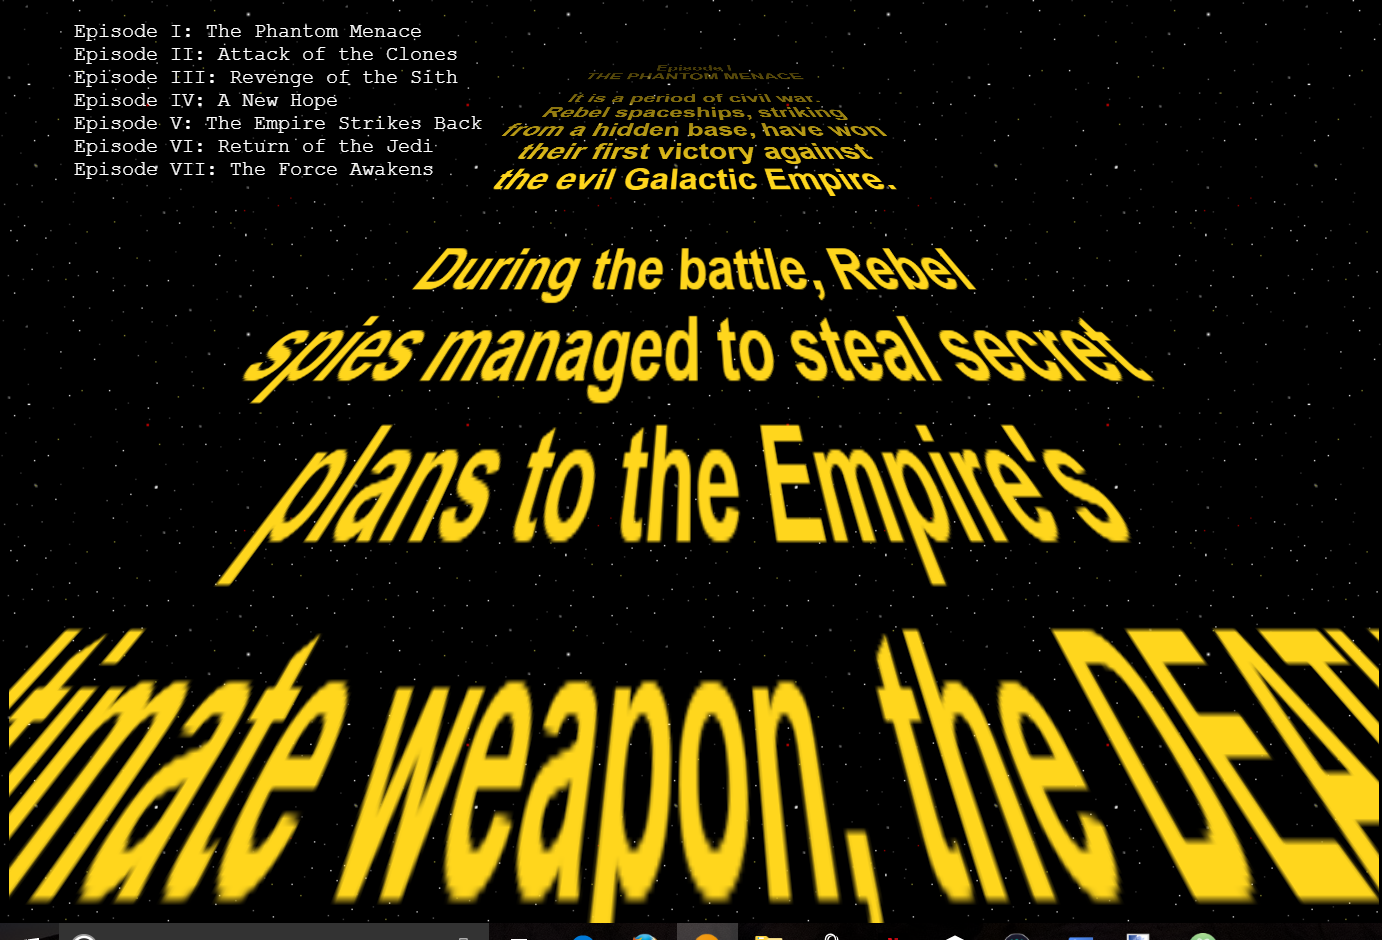 Episode I: The Phantom Menace
Episode II: Attack of the Clones
Episode III: Revenge of the Sith
Episode IV: A New Hope
Episode V: The Empire Strikes Back
Episode VI: Return of the Jedi
Episode VII: The Force Awakens
Episode I
THE PHANTOM MENACE
It is a period of civil war.
Rebel spaceships, striking
from a hidden base, have won
their first victory against
the evil Galactic Empire.
During the battle, Rebel
spies managed to steal secret
plans to the Empire's
timate weapon, the DEAT